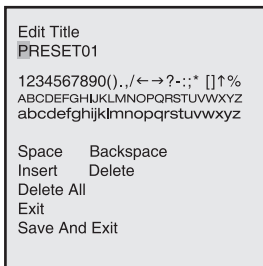 Edit Title
PRESET01
1234567890().,/←→?-:;* []↑%
ABCDEFGHIJKLMNOPQRSTUVWXYZ
abcdefghijklmnopqrstuvwxyz
Space Backspace
Insert Delete
Delete All
Exit
Save And Exit